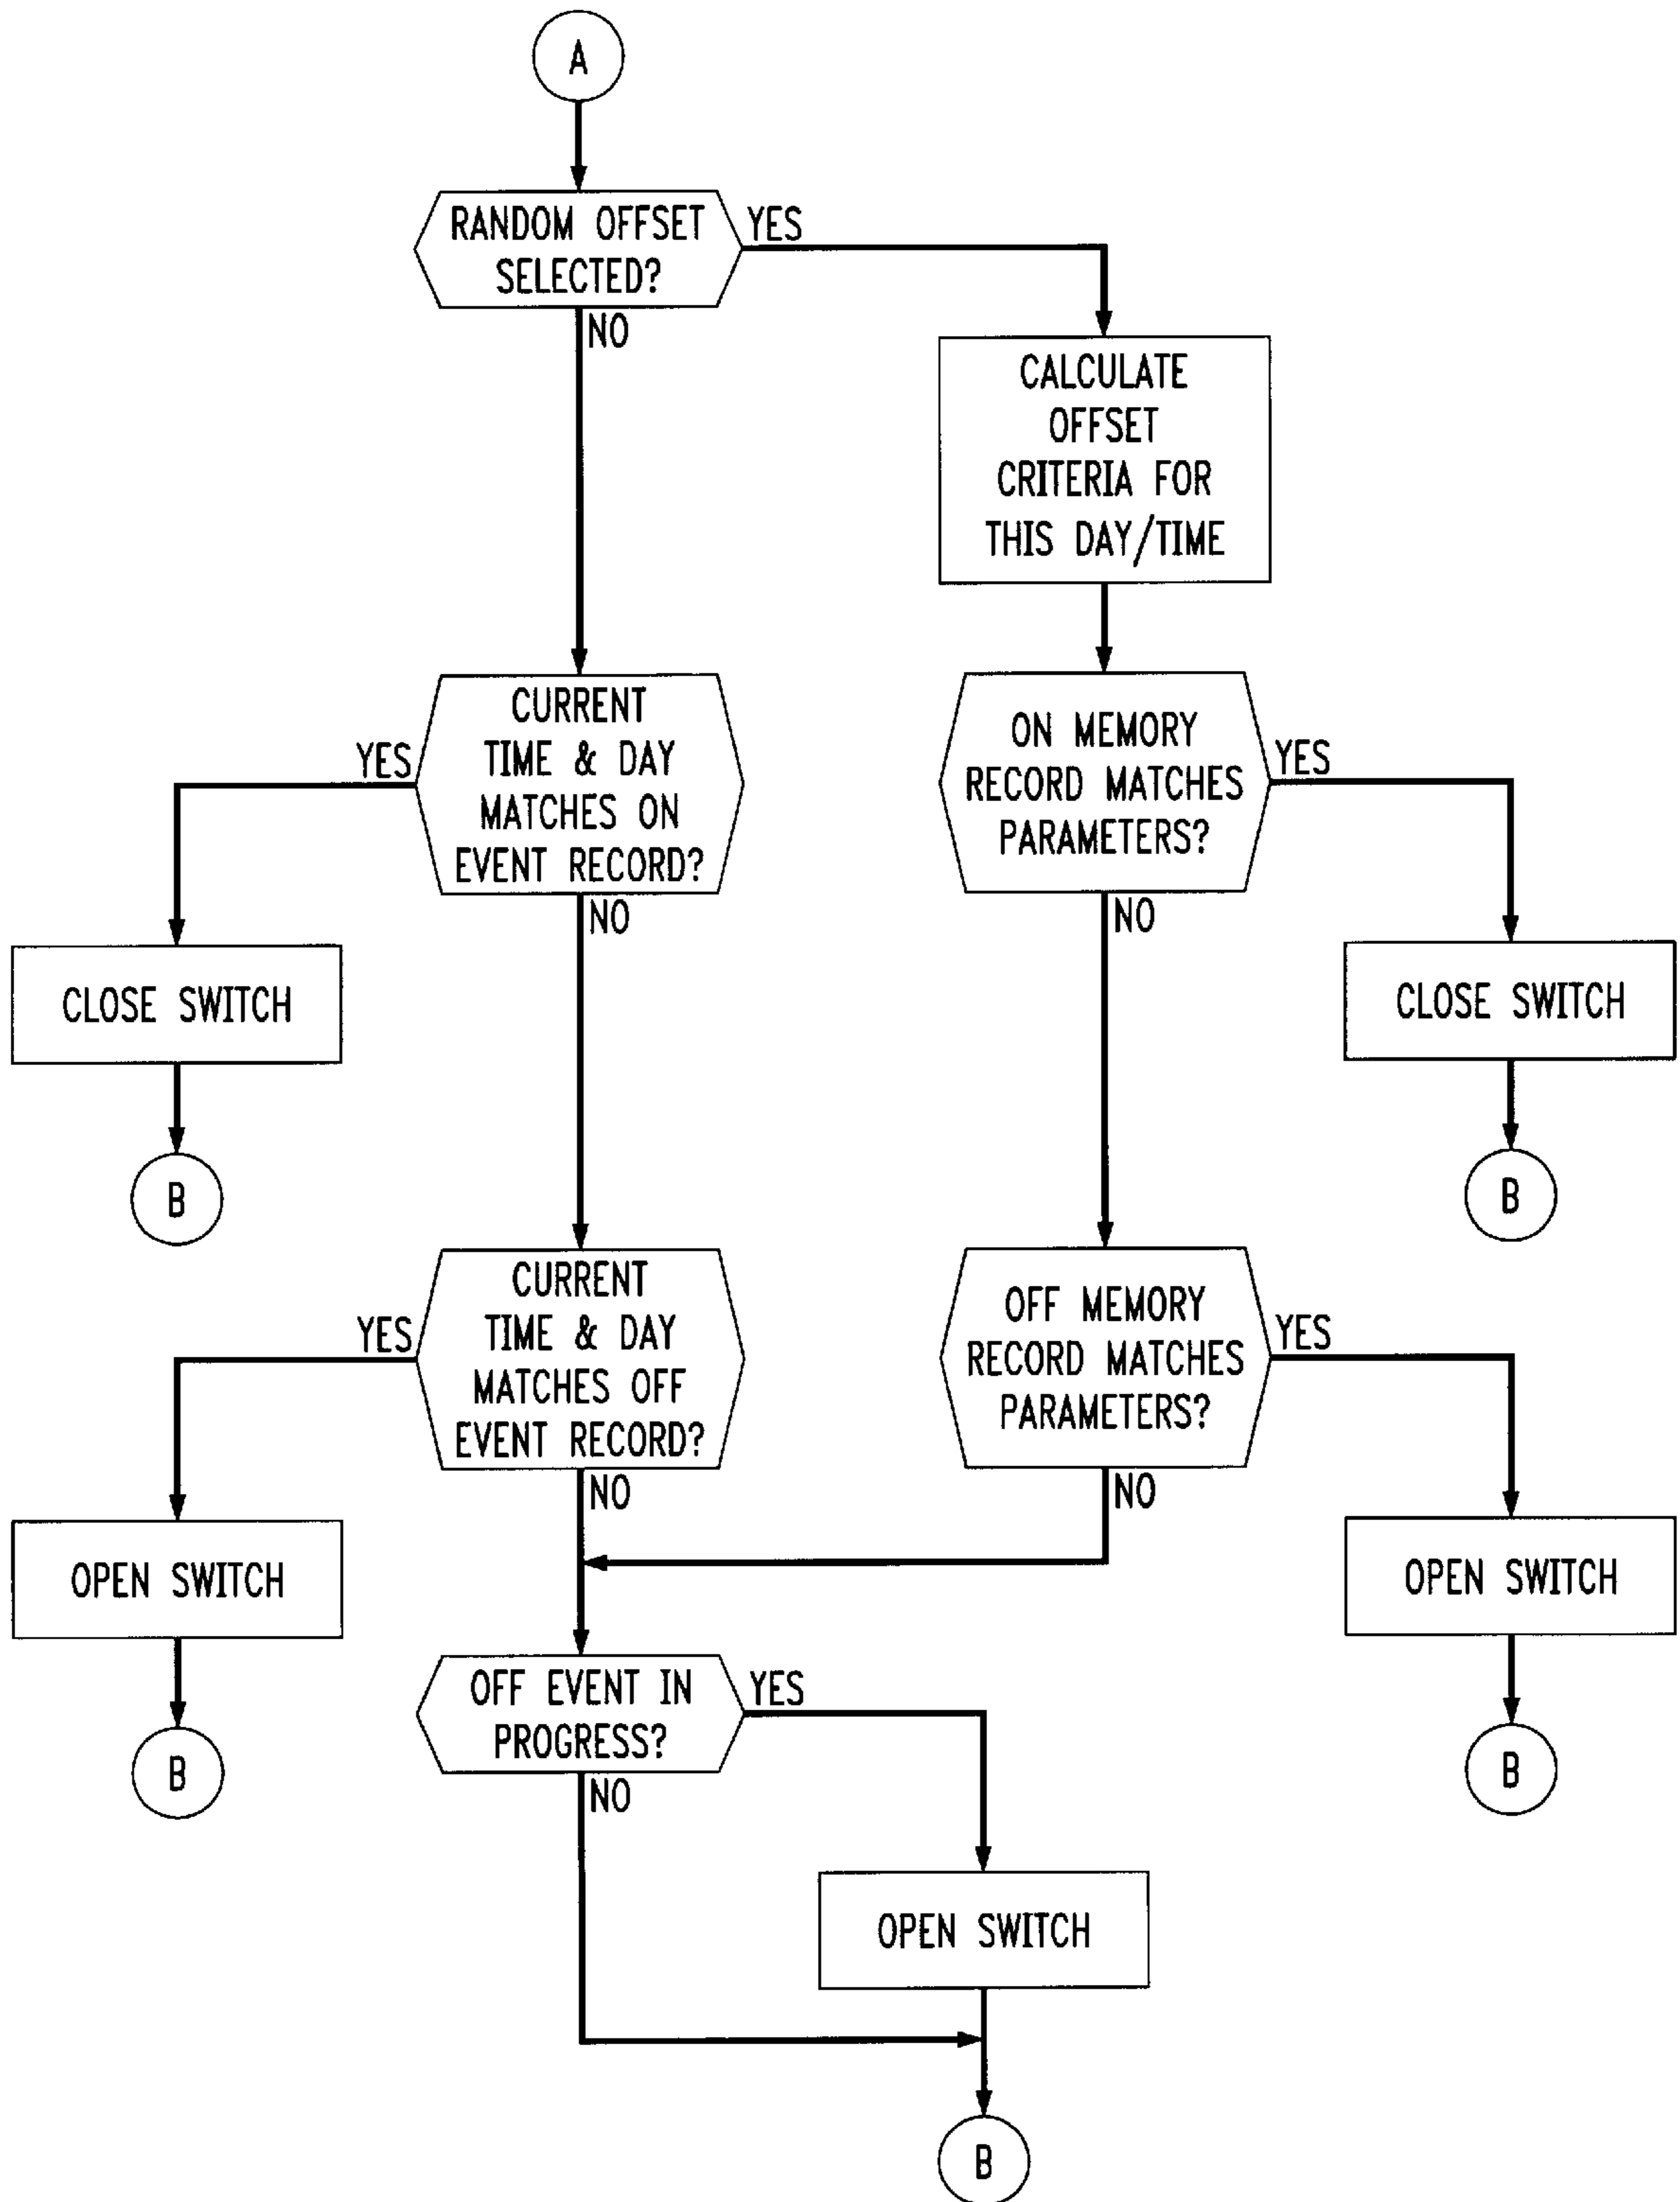 A
RANDOM OFFSET
SELECTED?
YES
NO
CALCULATE
OFFSET
CRITERIA FOR
THIS DAY/TIME
CURRENT
TIME & DAY
MATCHES ON
EVENT RECORD?
YES
NO
ON MEMORY
RECORD MATCHES
PARAMETERS?
YES
NO
CLOSE SWITCH
CLOSE SWITCH
B
B
CURRENT
TIME & DAY
MATCHES OFF
EVENT RECORD?
YES
NO
OFF MEMORY
RECORD MATCHES
PARAMETERS?
YES
NO
OPEN SWITCH
OPEN SWITCH
B
B
OFF EVENT IN
PROGRESS?
YES
NO
OPEN SWITCH
B